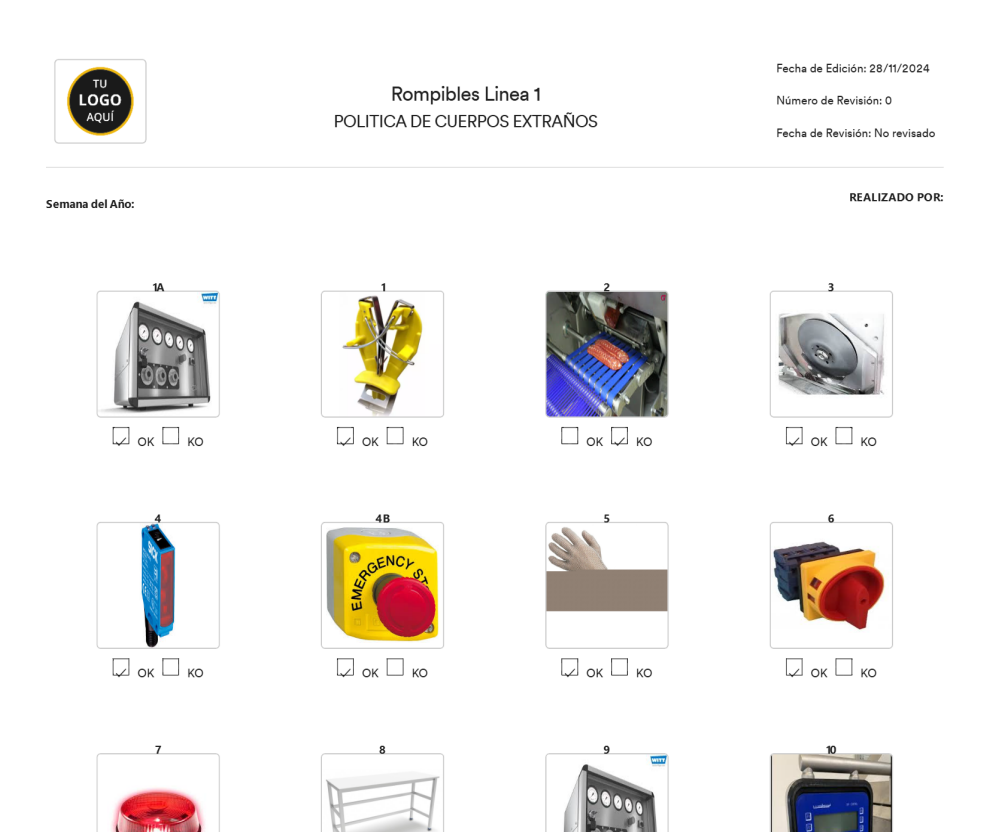 TU
LOGO
AQUÍ
Rompibles Linea 1
POLITICA DE CUERPOS EXTRAÑOS
Fecha de Edición: 28/11/2024
Número de Revisión: 0
Fecha de Revisión: No revisado
Semana del Año:
REALIZADO POR:
1A
1
2
3
WITT
OK KO
OK KO
OK KO
OK KO
4
4B
5
6
SICK
EMERGENCY ST
OK KO
OK KO
OK KO
OK KO
7
8
9
10
WITT